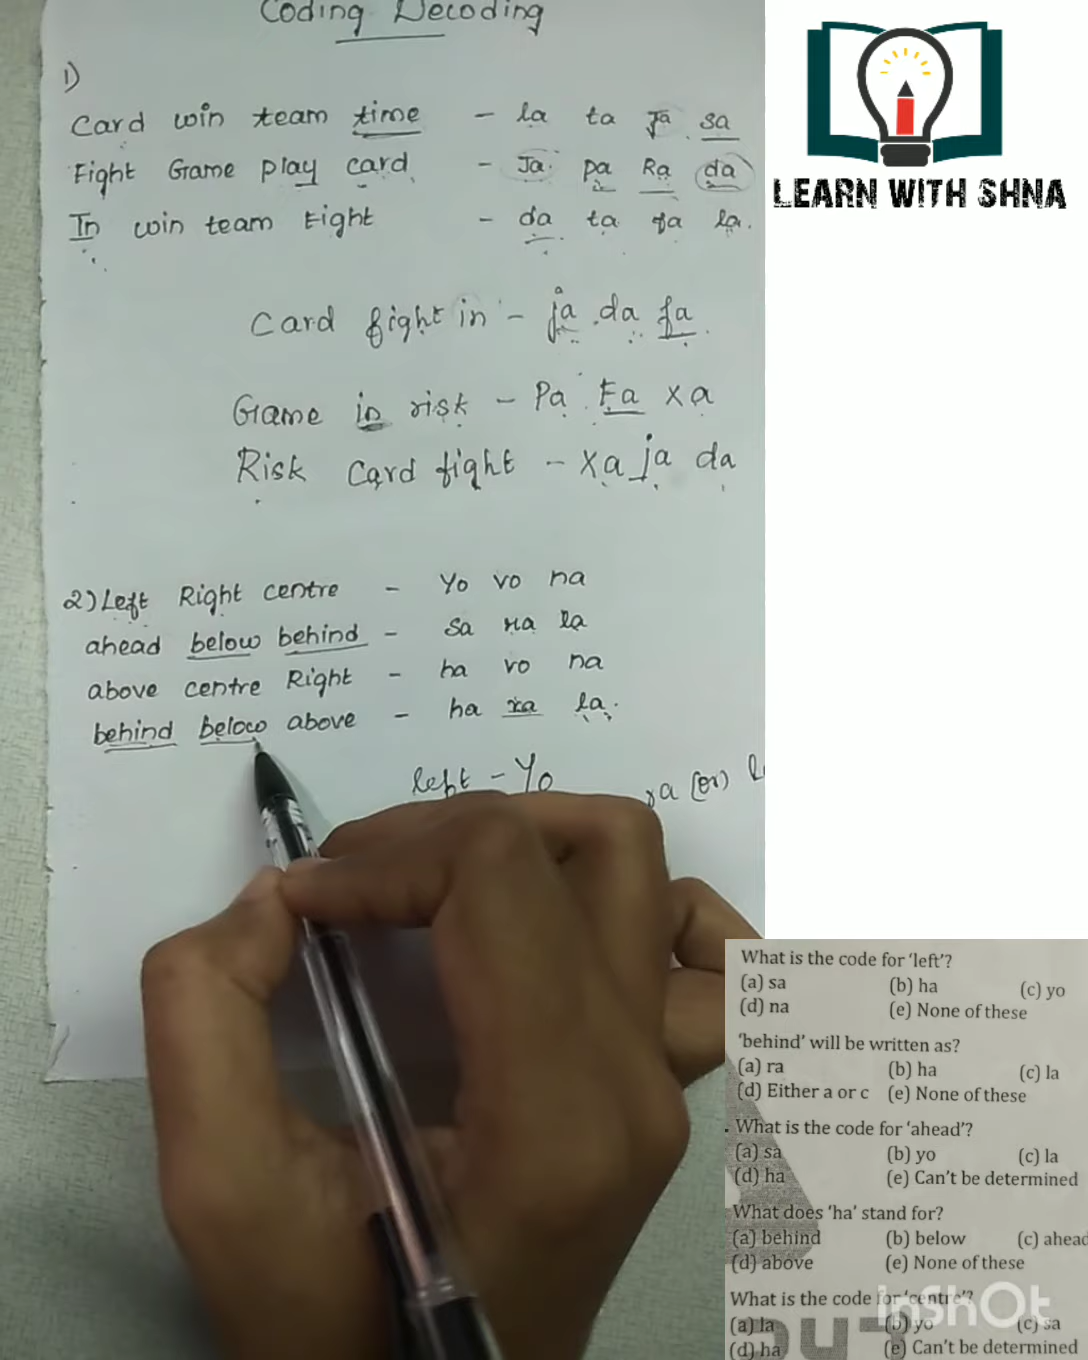 Coding Decoding
1)
Card win team time - la ta Ja sa
Fight Game play card - Ja pa Ra da
In win team Fight - da ta fa la.
Card fight in - ja da fa
Game in risk - Pa Fa xa
Risk Card fight - xa ja da
2) Left Right centre - Yo vo na
ahead below behind - sa ra la
above centre Right - ha vo na
behind below above - ha ra la.
left - Yo
ra (or)
LEARN WITH SHNA
What is the code for 'left'?
(a) sa (b) ha (c) yo
(d) na (e) None of these
'behind' will be written as?
(a) ra (b) ha (c) la
(d) Either a or c (e) None of these
What is the code for 'ahead'?
(a) sa (b) yo (c) la
(d) ha (e) Can't be determined
What does 'ha' stand for?
(a) behind (b) below (c) ahead
(d) above (e) None of these
What is the code for 'centre'?
(a) la (b) yo (c) sa
(d) ha (e) Can't be determined
InShOt